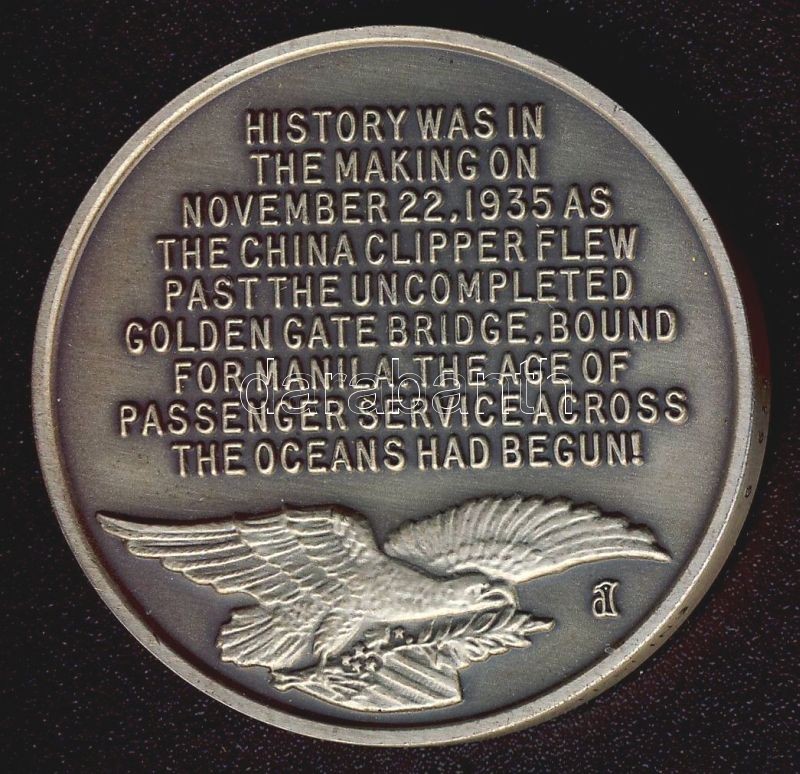 HISTORY WAS IN
THE MAKING ON
NOVEMBER 22, 1935 AS
THE CHINA CLIPPER FLEW
PAST THE UNCOMPLETED
GOLDEN GATE BRIDGE, BOUND
FOR MANILA. THE AGE OF
darabanth
PASSENGER SERVICE ACROSS
THE OCEANS HAD BEGUN!